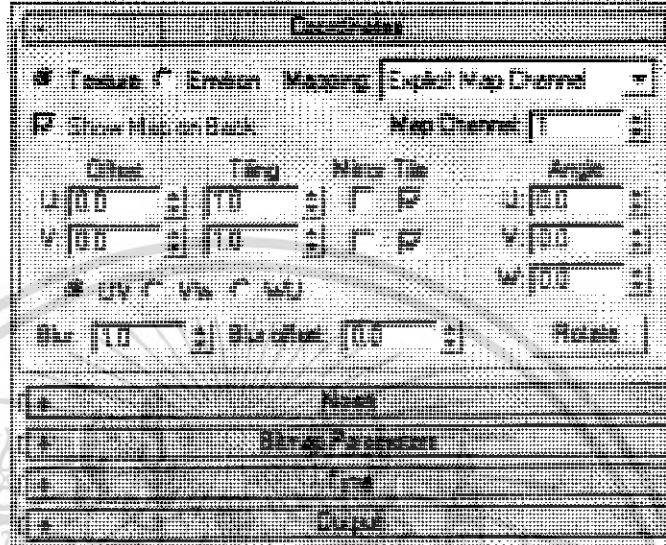 - Coordinates
Texture Environ Mapping: Explicit Map Channel
Show Map on Back Map Channel: 1
Offset Tiling Mirror Tile Angle
U: 0.0 1.0 U: 0.0
V: 0.0 1.0 V: 0.0
W: 0.0
UV VW WU
Blur: 1.0 Blur offset: 0.0 Rotate
+ Noise
+ Bitmap Parameters
+ Time
+ Output